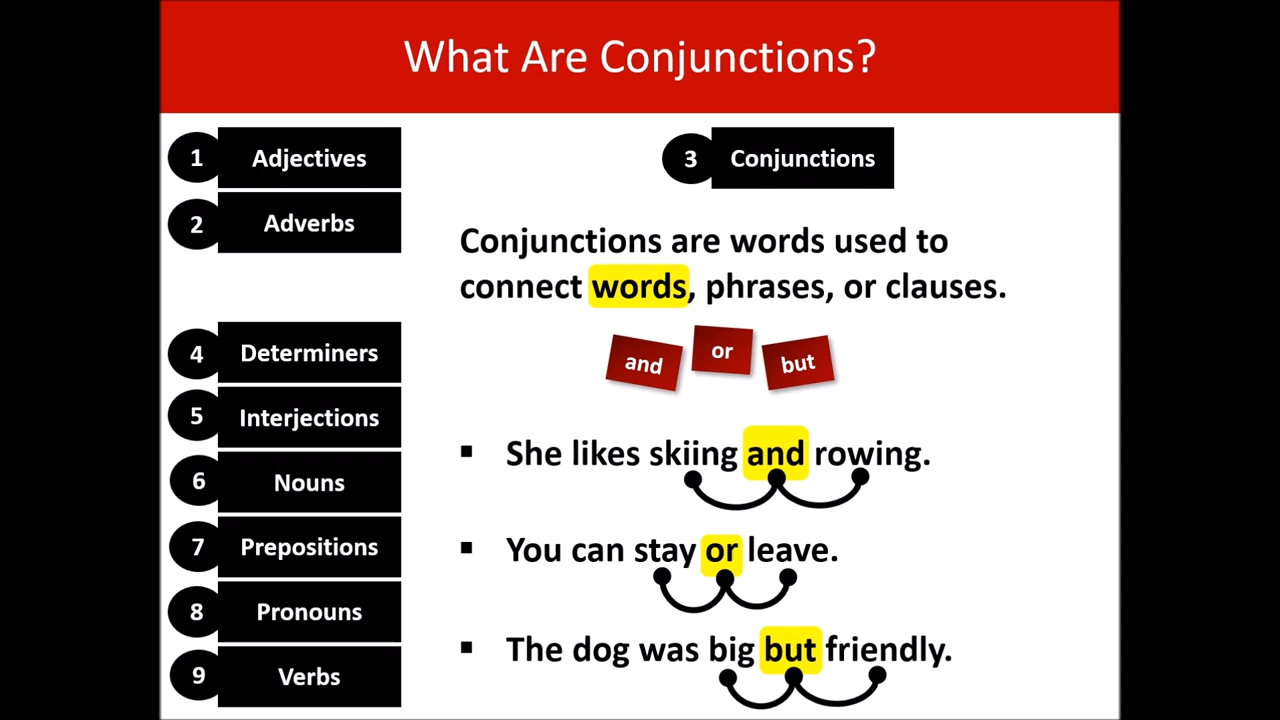 What Are Conjunctions?
1 Adjectives
2 Adverbs
4 Determiners
5 Interjections
6 Nouns
7 Prepositions
8 Pronouns
9 Verbs
3 Conjunctions
Conjunctions are words used to
connect words, phrases, or clauses.
and or but
▪ She likes skiing and rowing.
▪ You can stay or leave.
▪ The dog was big but friendly.